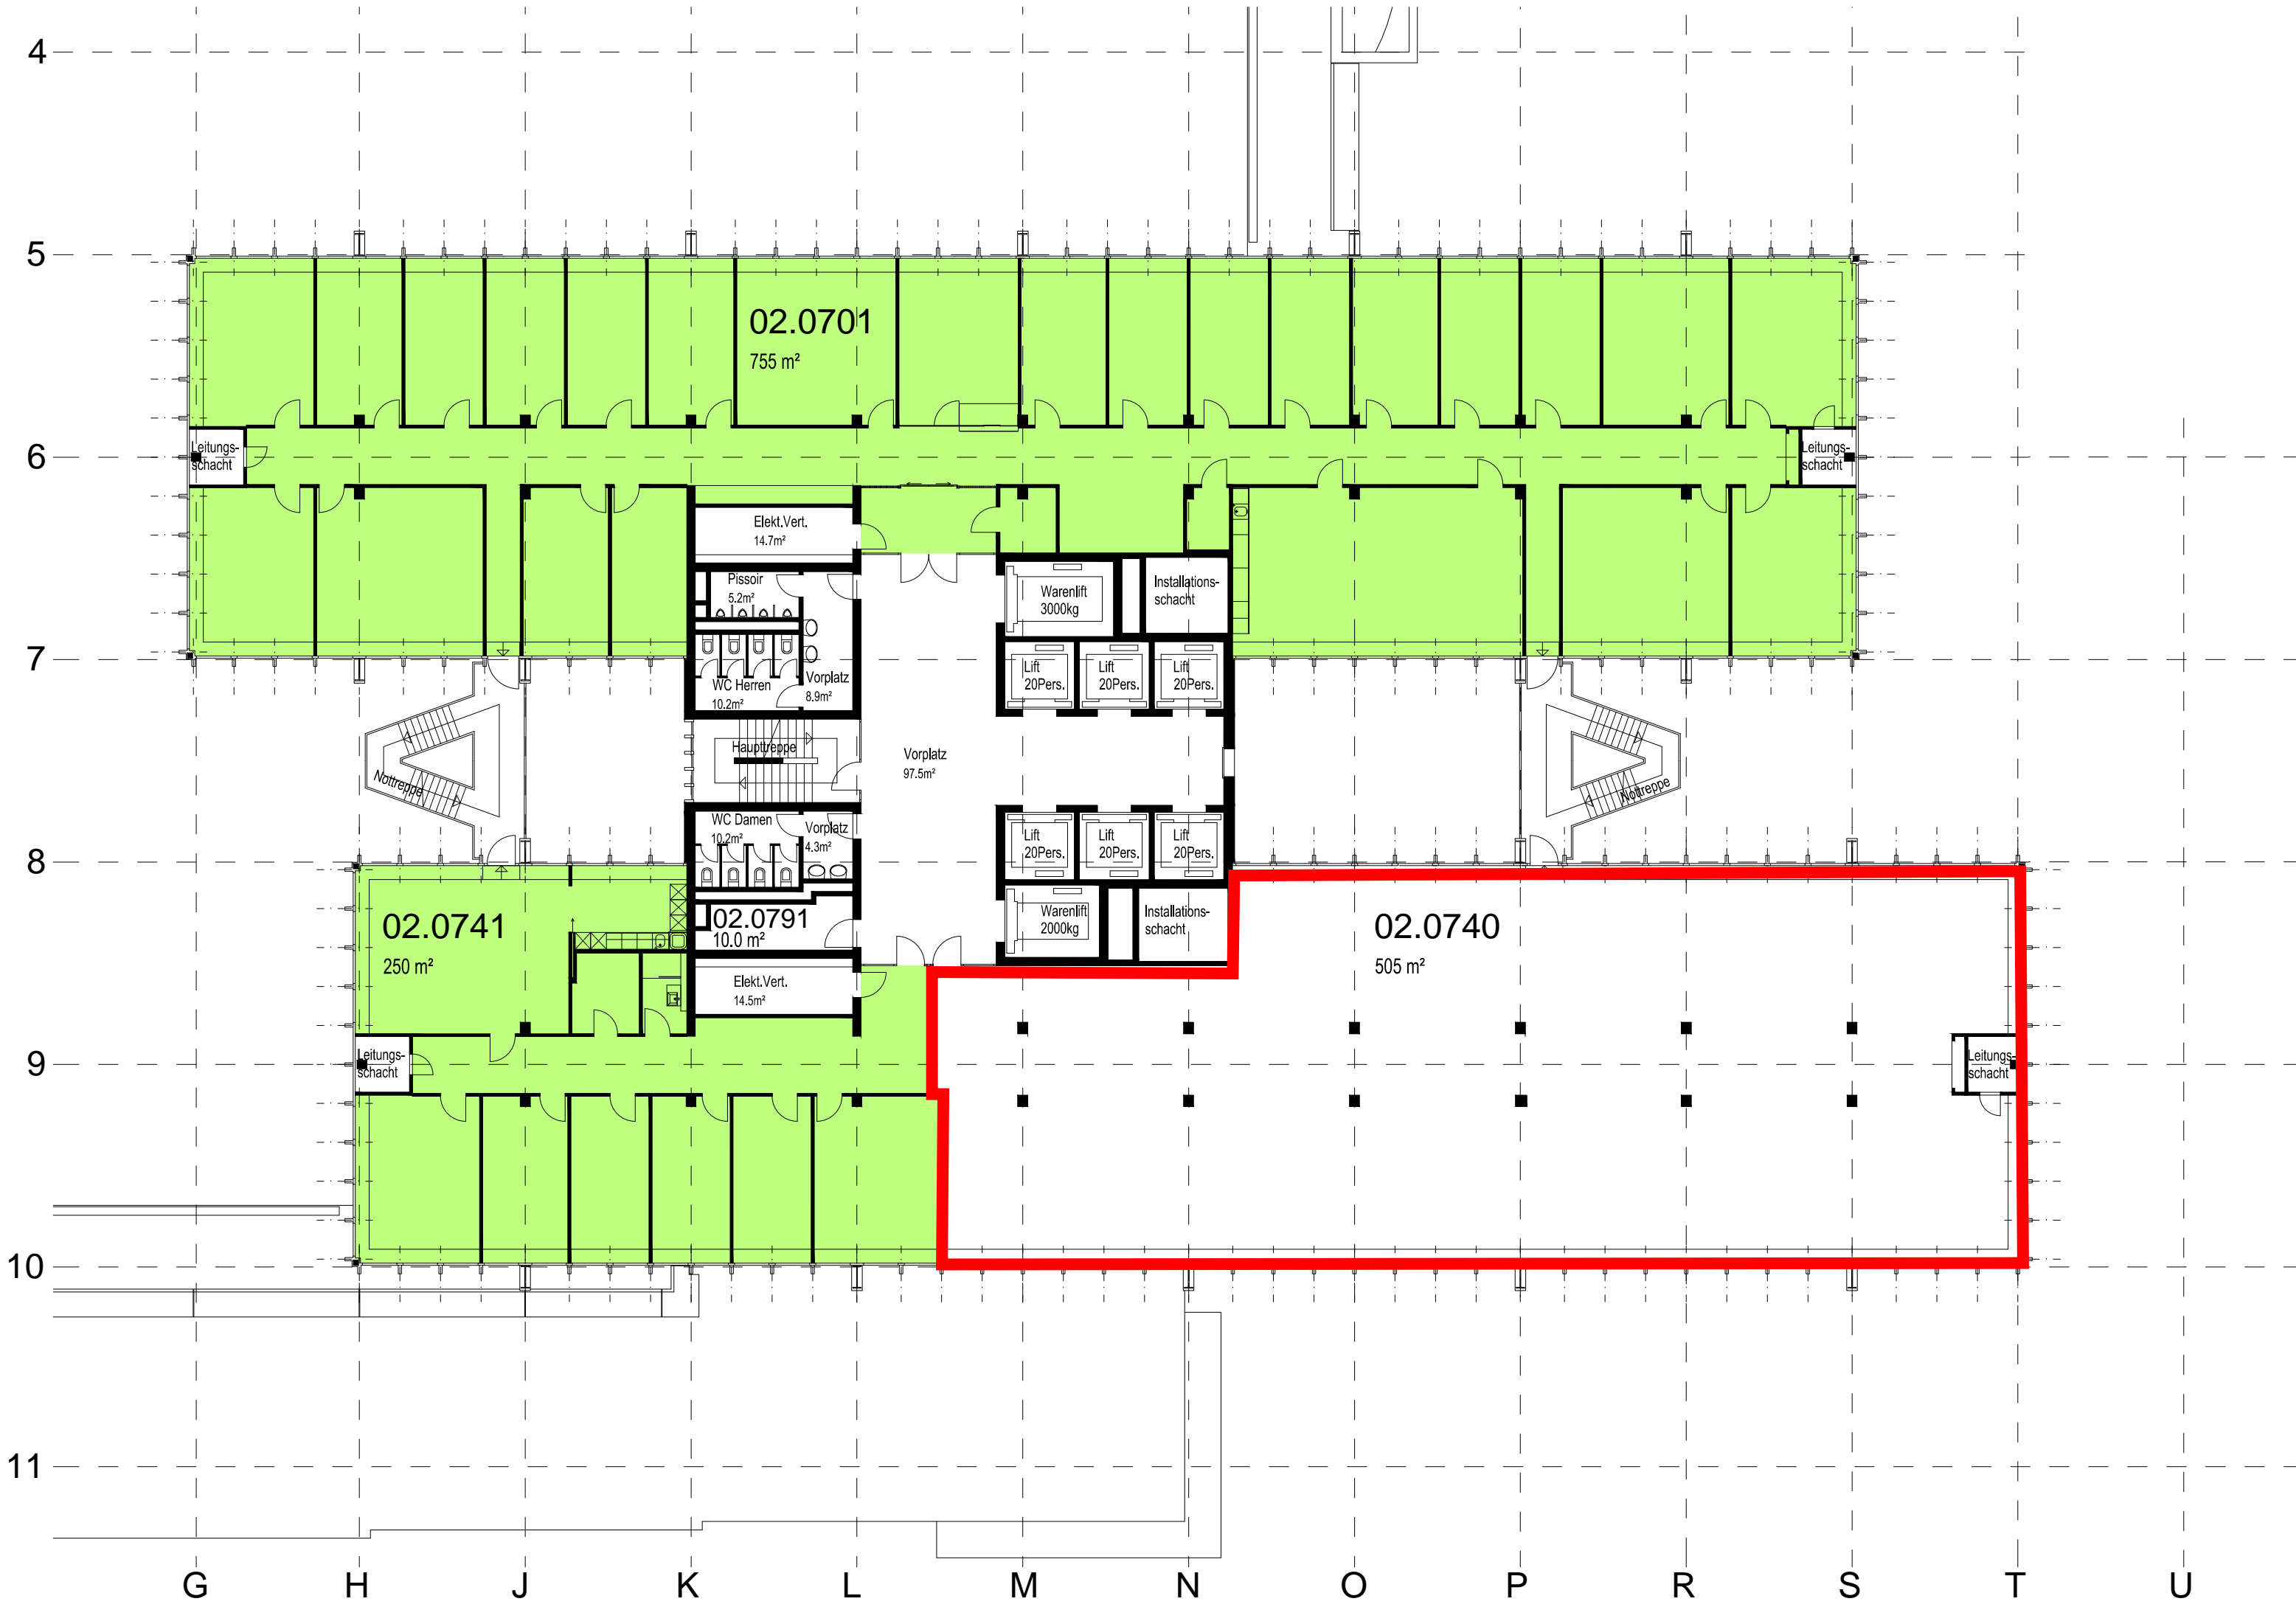 4
5
02.0701
755 m²
6
Leitungs-
schacht
Leitungs-
schacht
Elekt.Vert.
14.7m²
Pissoir
5.2m²
Warenlift
3000kg
Installations-
schacht
7
WC Herren
10.2m²
Vorplatz
8.9m²
Lift
20Pers.
Lift
20Pers.
Lift
20Pers.
Nottreppe
Haupttreppe
Vorplatz
97.5m²
Nottreppe
8
WC Damen
10.2m²
Vorplatz
4.3m²
Lift
20Pers.
Lift
20Pers.
Lift
20Pers.
02.0741
250 m²
02.0791
10.0 m²
Warenlift
2000kg
Installations-
schacht
02.0740
505 m²
Elekt.Vert.
14.5m²
9
Leitungs-
schacht
Leitungs-
schacht
10
11
G H J K L M N O P R S T U